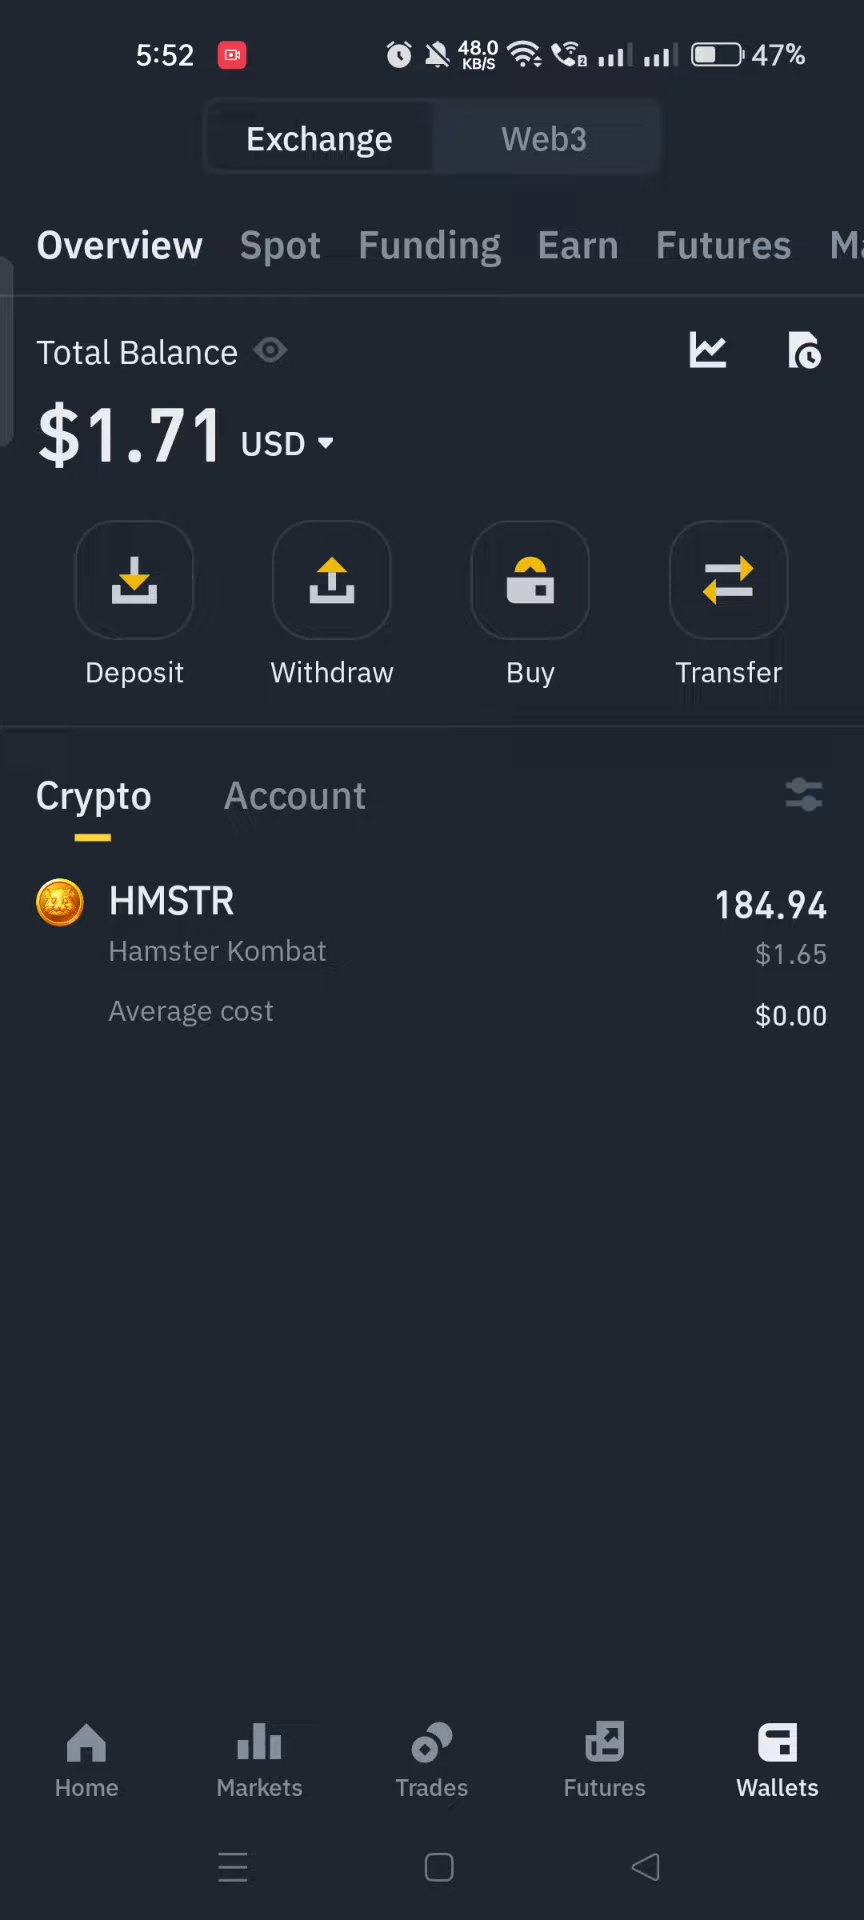 5:52 48.0 KB/S 2 47%
Exchange Web3
Overview Spot Funding Earn Futures Ma
Total Balance
$1.71 USD
Deposit Withdraw Buy Transfer
Crypto Account
HMSTR 184.94
Hamster Kombat $1.65
Average cost $0.00
Home Markets Trades Futures Wallets